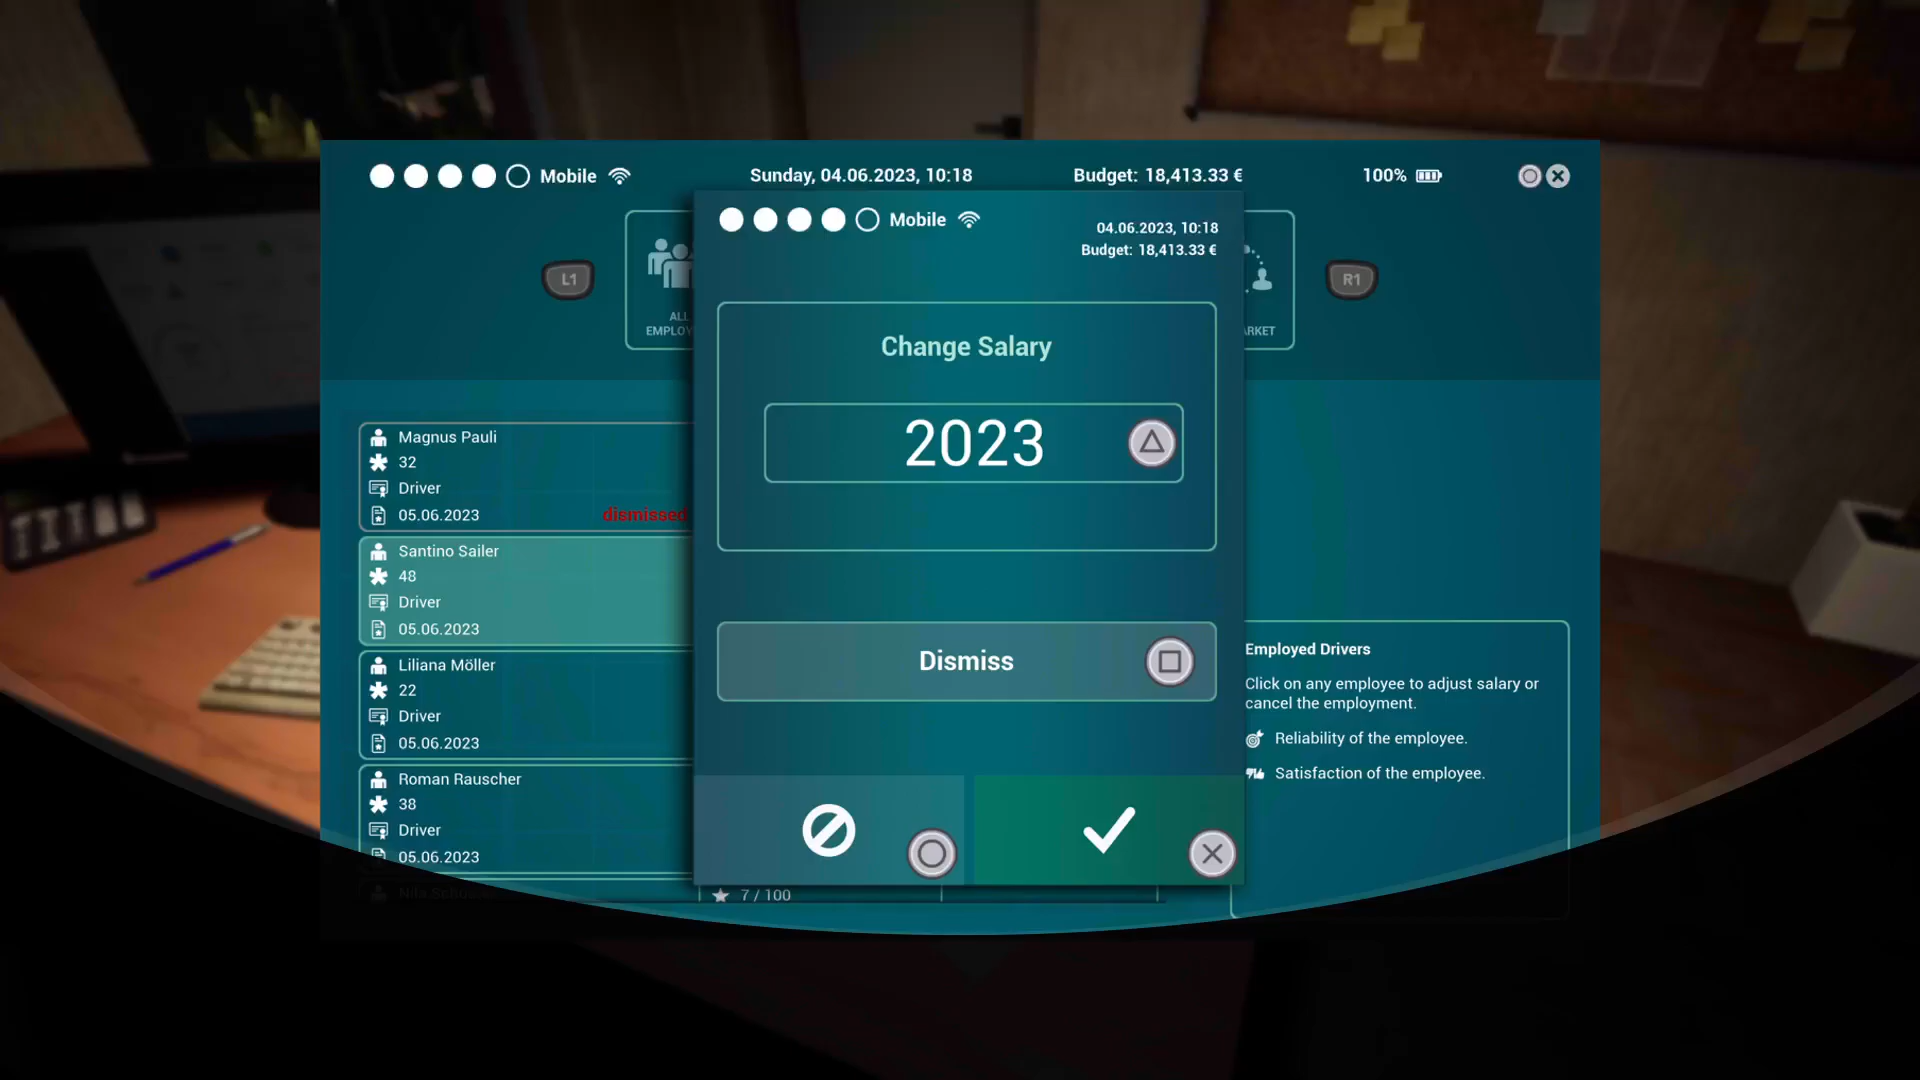 Mobile
Sunday, 04.06.2023, 10:18
Budget: 18,413.33 €
100%
Mobile
04.06.2023, 10:18
Budget: 18,413.33 €
L1
R1
ALL
Change Salary
2023
Magnus Pauli
32
Driver
05.06.2023
dismissed
Santino Sailer
48
Driver
05.06.2023
Dismiss
Liliana Möller
22
Driver
05.06.2023
Roman Rauscher
38
Driver
05.06.2023
Employed Drivers
Click on any employee to adjust salary or
cancel the employment.
Reliability of the employee.
Satisfaction of the employee.
7 / 100